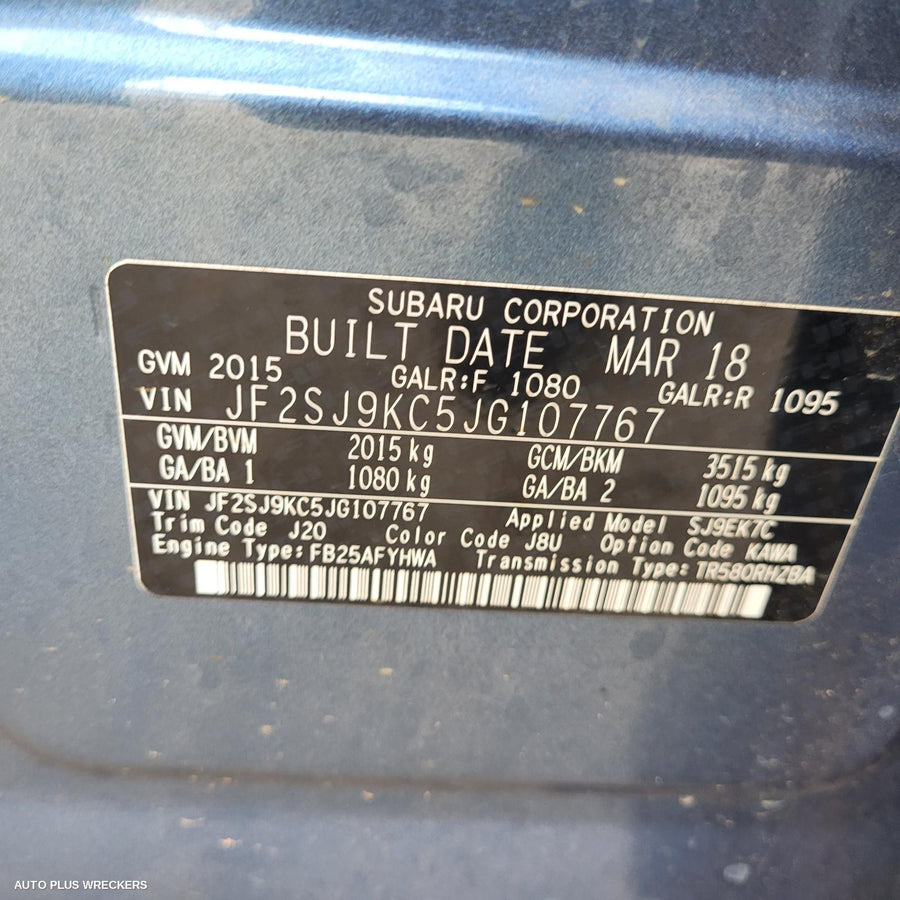 SUBARU CORPORATION
BUILT DATE MAR 18
GVM 2015 GALR:F 1080 GALR:R 1095
VIN JF2SJ9KC5JG107767
GVM/BVM 2015 kg GCM/BKM 3515 kg
GA/BA 1 1080 kg GA/BA 2 1095 kg
VIN JF2SJ9KC5JG107767 Applied Model SJ9EK7C
Trim Code J20 Color Code J8U Option Code KAWA
Engine Type:FB25AFYHWA Transmission Type:TR580RHZBA
AUTO PLUS WRECKERS